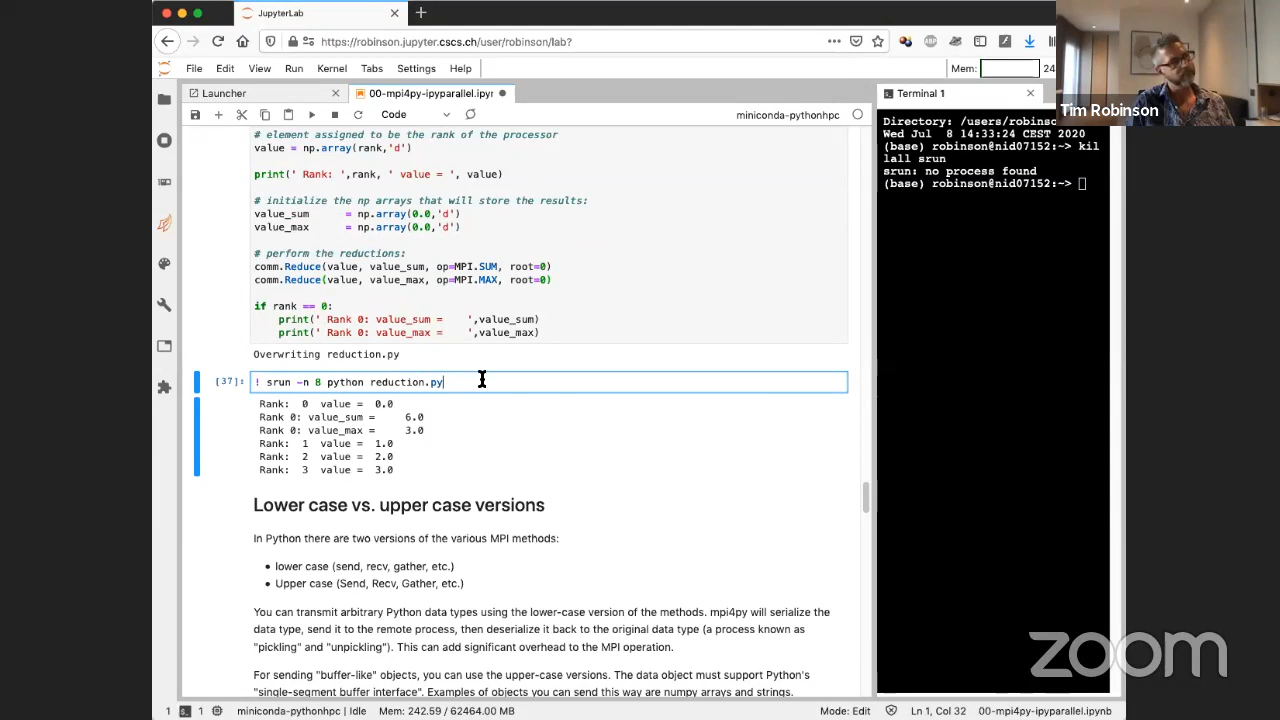 JupyterLab
https://robinson.jupyter.cscs.ch/user/robinson/lab?
ABP
File Edit View Run Kernel Tabs Settings Help
Mem: 24
Launcher
00-mpi4py-ipyparallel.ipyn
Terminal 1
Tim Robinson
Code
miniconda-pythonhpc
# element assigned to be the rank of the processor
value = np.array(rank,'d')
print(' Rank: ',rank, ' value = ', value)
# initialize the np arrays that will store the results:
value_sum      = np.array(0.0,'d')
value_max      = np.array(0.0,'d')
# perform the reductions:
comm.Reduce(value, value_sum, op=MPI.SUM, root=0)
comm.Reduce(value, value_max, op=MPI.MAX, root=0)
if rank == 0:
    print(' Rank 0: value_sum =    ',value_sum)
    print(' Rank 0: value_max =    ',value_max)
Overwriting reduction.py
[37]: ! srun -n 8 python reduction.py
Rank:  0  value =  0.0
Rank 0: value_sum =     6.0
Rank 0: value_max =     3.0
Rank:  1  value =  1.0
Rank:  2  value =  2.0
Rank:  3  value =  3.0
Lower case vs. upper case versions
In Python there are two versions of the various MPI methods:
• lower case (send, recv, gather, etc.)
• Upper case (Send, Recv, Gather, etc.)
You can transmit arbitrary Python data types using the lower-case version of the methods. mpi4py will serialize the
data type, send it to the remote process, then deserialize it back to the original data type (a process known as
"pickling" and "unpickling"). This can add significant overhead to the MPI operation.
For sending "buffer-like" objects, you can use the upper-case versions. The data object must support Python's
"single-segment buffer interface". Examples of objects you can send this way are numpy arrays and strings.
Directory: /users/robinso
Wed Jul  8 14:33:24 CEST 2020
(base) robinson@nid07152:~> kil
lall srun
srun: no process found
(base) robinson@nid07152:~>
zoom
1 1 miniconda-pythonhpc | Idle Mem: 242.59 / 62464.00 MB Mode: Edit Ln 1, Col 32 00-mpi4py-ipyparallel.ipynb